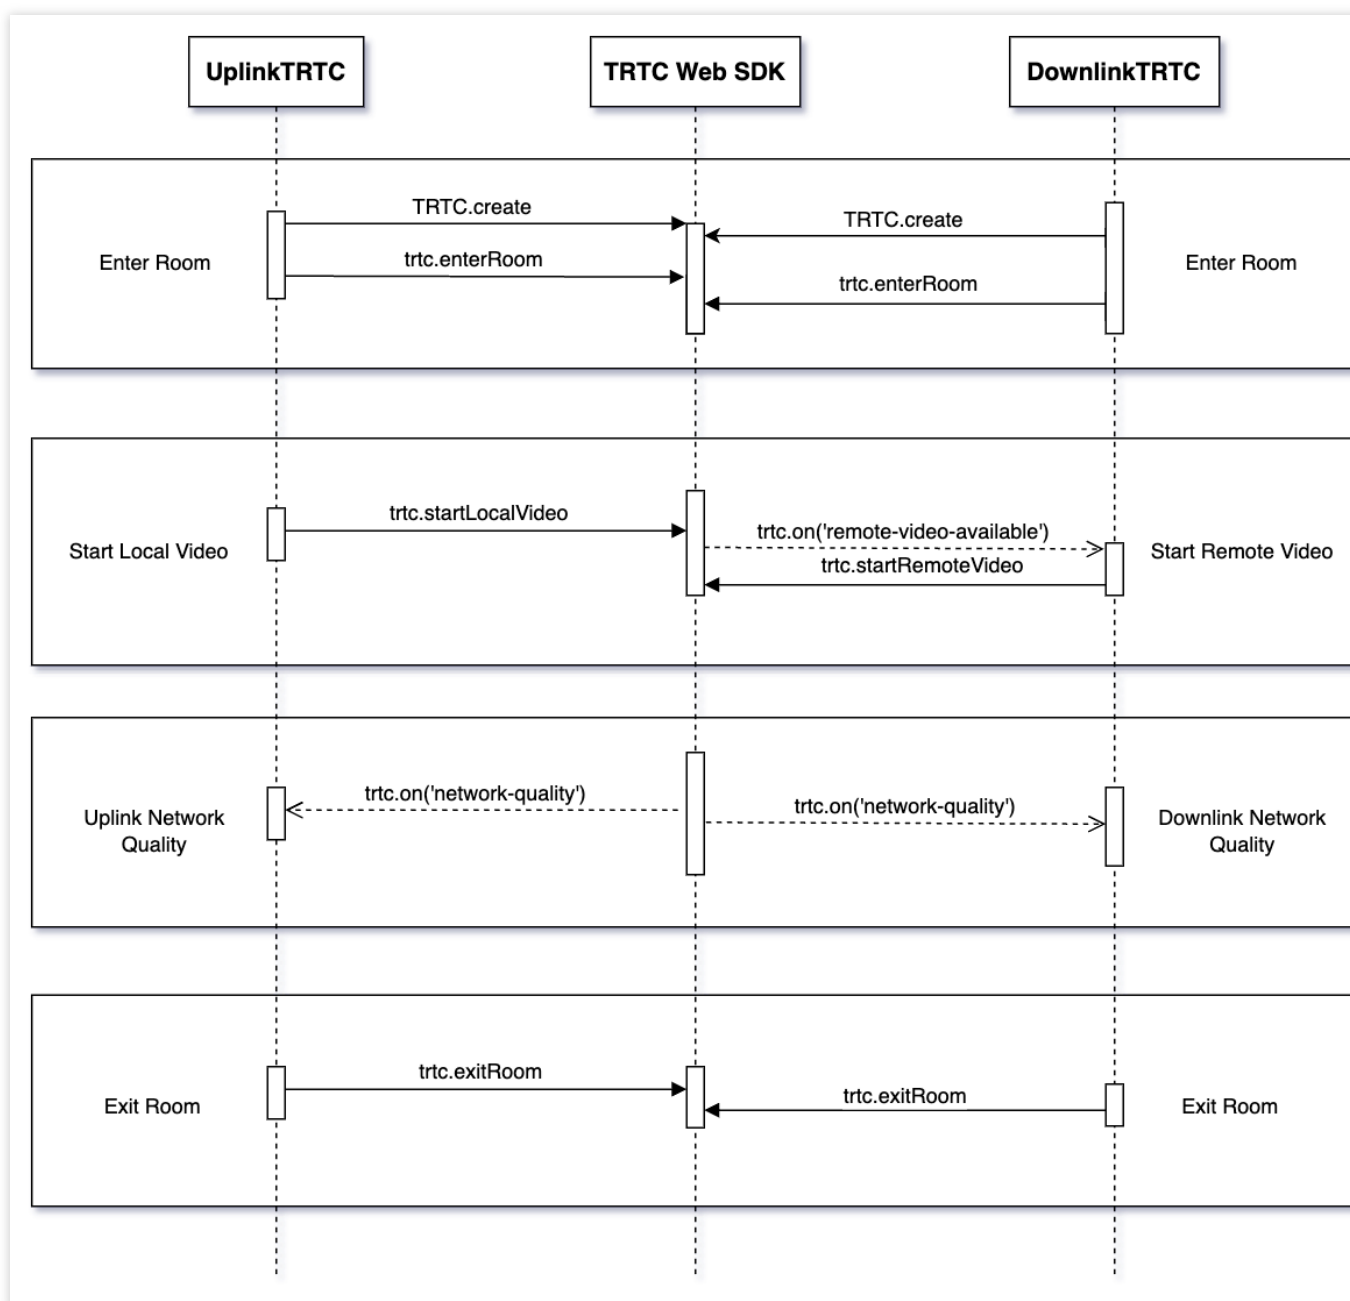 UplinkTRTC
TRTC Web SDK
DownlinkTRTC
TRTC.create
TRTC.create
Enter Room
trtc.enterRoom
Enter Room
trtc.enterRoom
trtc.startLocalVideo
trtc.on('remote-video-available')
Start Local Video
Start Remote Video
trtc.startRemoteVideo
trtc.on('network-quality')
trtc.on('network-quality')
Uplink Network
Quality
Downlink Network
Quality
trtc.exitRoom
trtc.exitRoom
Exit Room
Exit Room